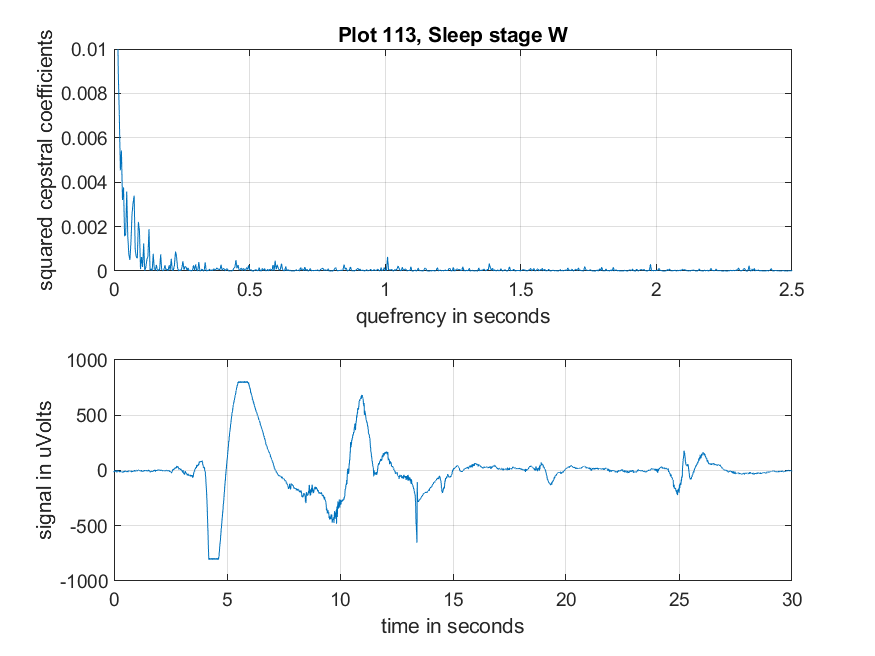 Plot 113, Sleep stage W
squared cepstral coefficients
0.01
0.008
0.006
0.004
0.002
0
0 0.5 1 1.5 2 2.5
quefrency in seconds
signal in uVolts
1000
500
0
-500
-1000
0 5 10 15 20 25 30
time in seconds